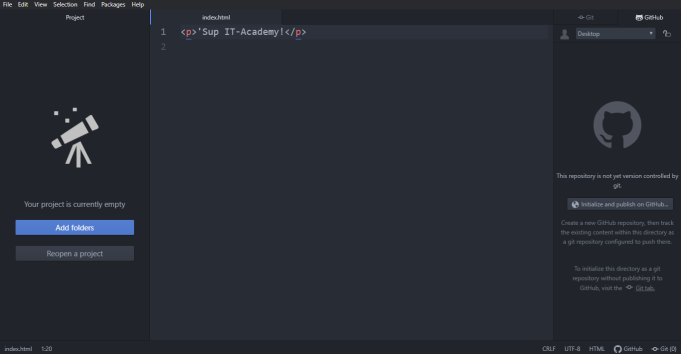 File Edit View Selection Find Packages Help
Project
index.html
Git
GitHub
Desktop
1 <p>'Sup IT-Academy!</p>
2
Your project is currently empty
Add folders
Reopen a project
This repository is not yet version controlled by
git.
Initialize and publish on GitHub...
Create a new GitHub repository, then track
the existing content within this directory as
a git repository configured to push there.
To initialize this directory as a git
repository without publishing it to
GitHub, visit the Git tab.
index.html 1:20
CRLF UTF-8 HTML GitHub Git (0)